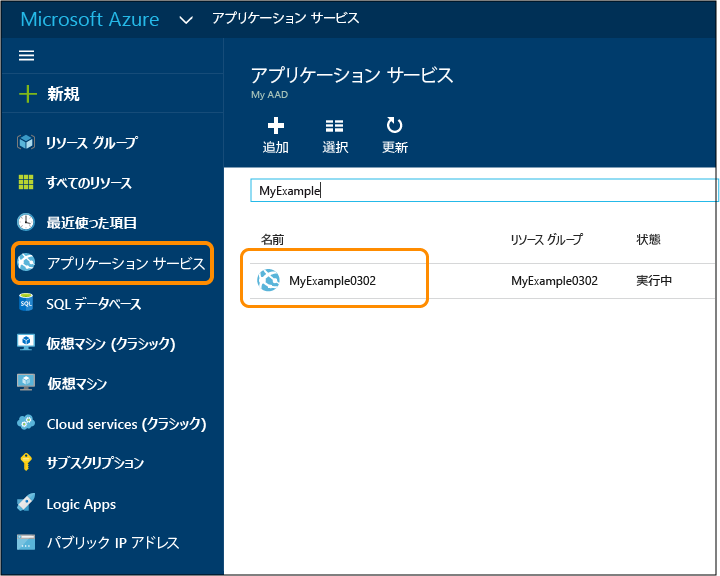 Microsoft Azure アプリケーション サービス
新規
リソース グループ
すべてのリソース
最近使った項目
アプリケーション サービス
SQL データベース
仮想マシン (クラシック)
仮想マシン
Cloud services (クラシック)
サブスクリプション
Logic Apps
パブリック IP アドレス
アプリケーション サービス
My AAD
追加 選択 更新
MyExample
名前 リソース グループ 状態
MyExample0302 MyExample0302 実行中